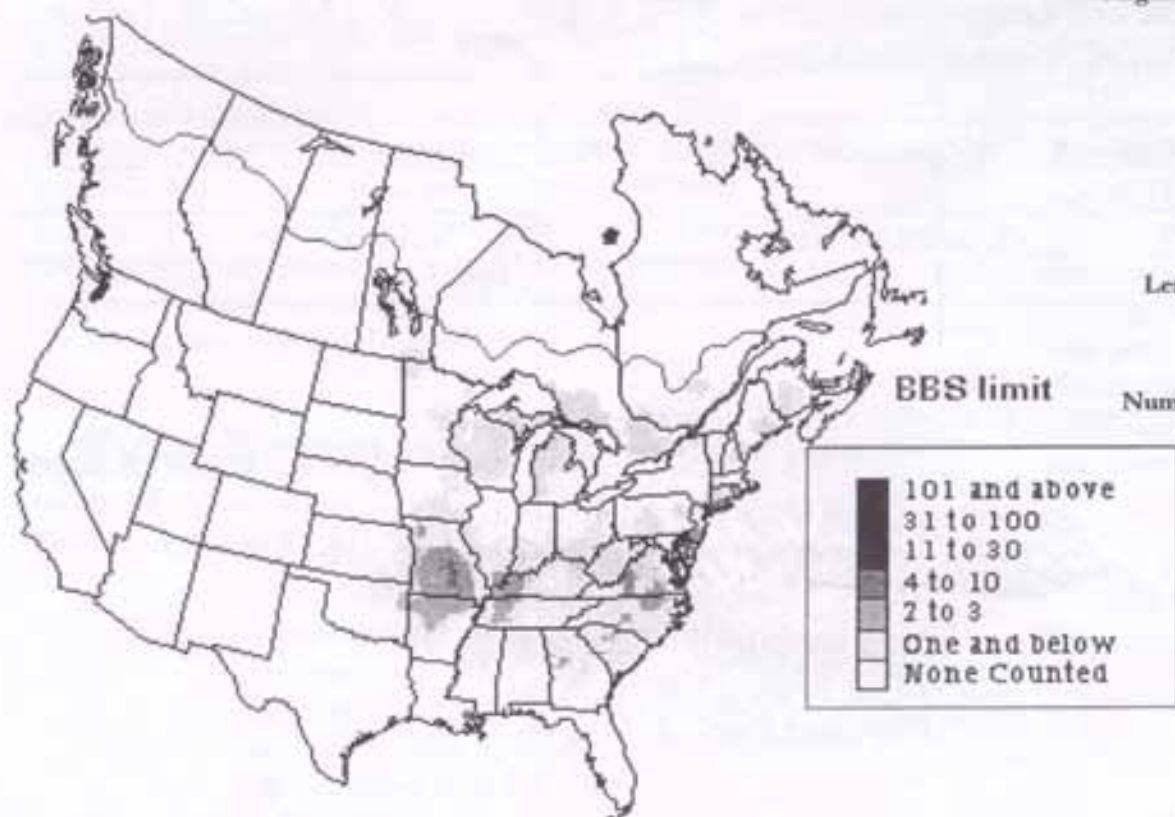 BBS limit
101 and above
31 to 100
11 to 30
4 to 10
2 to 3
One and below
None Counted